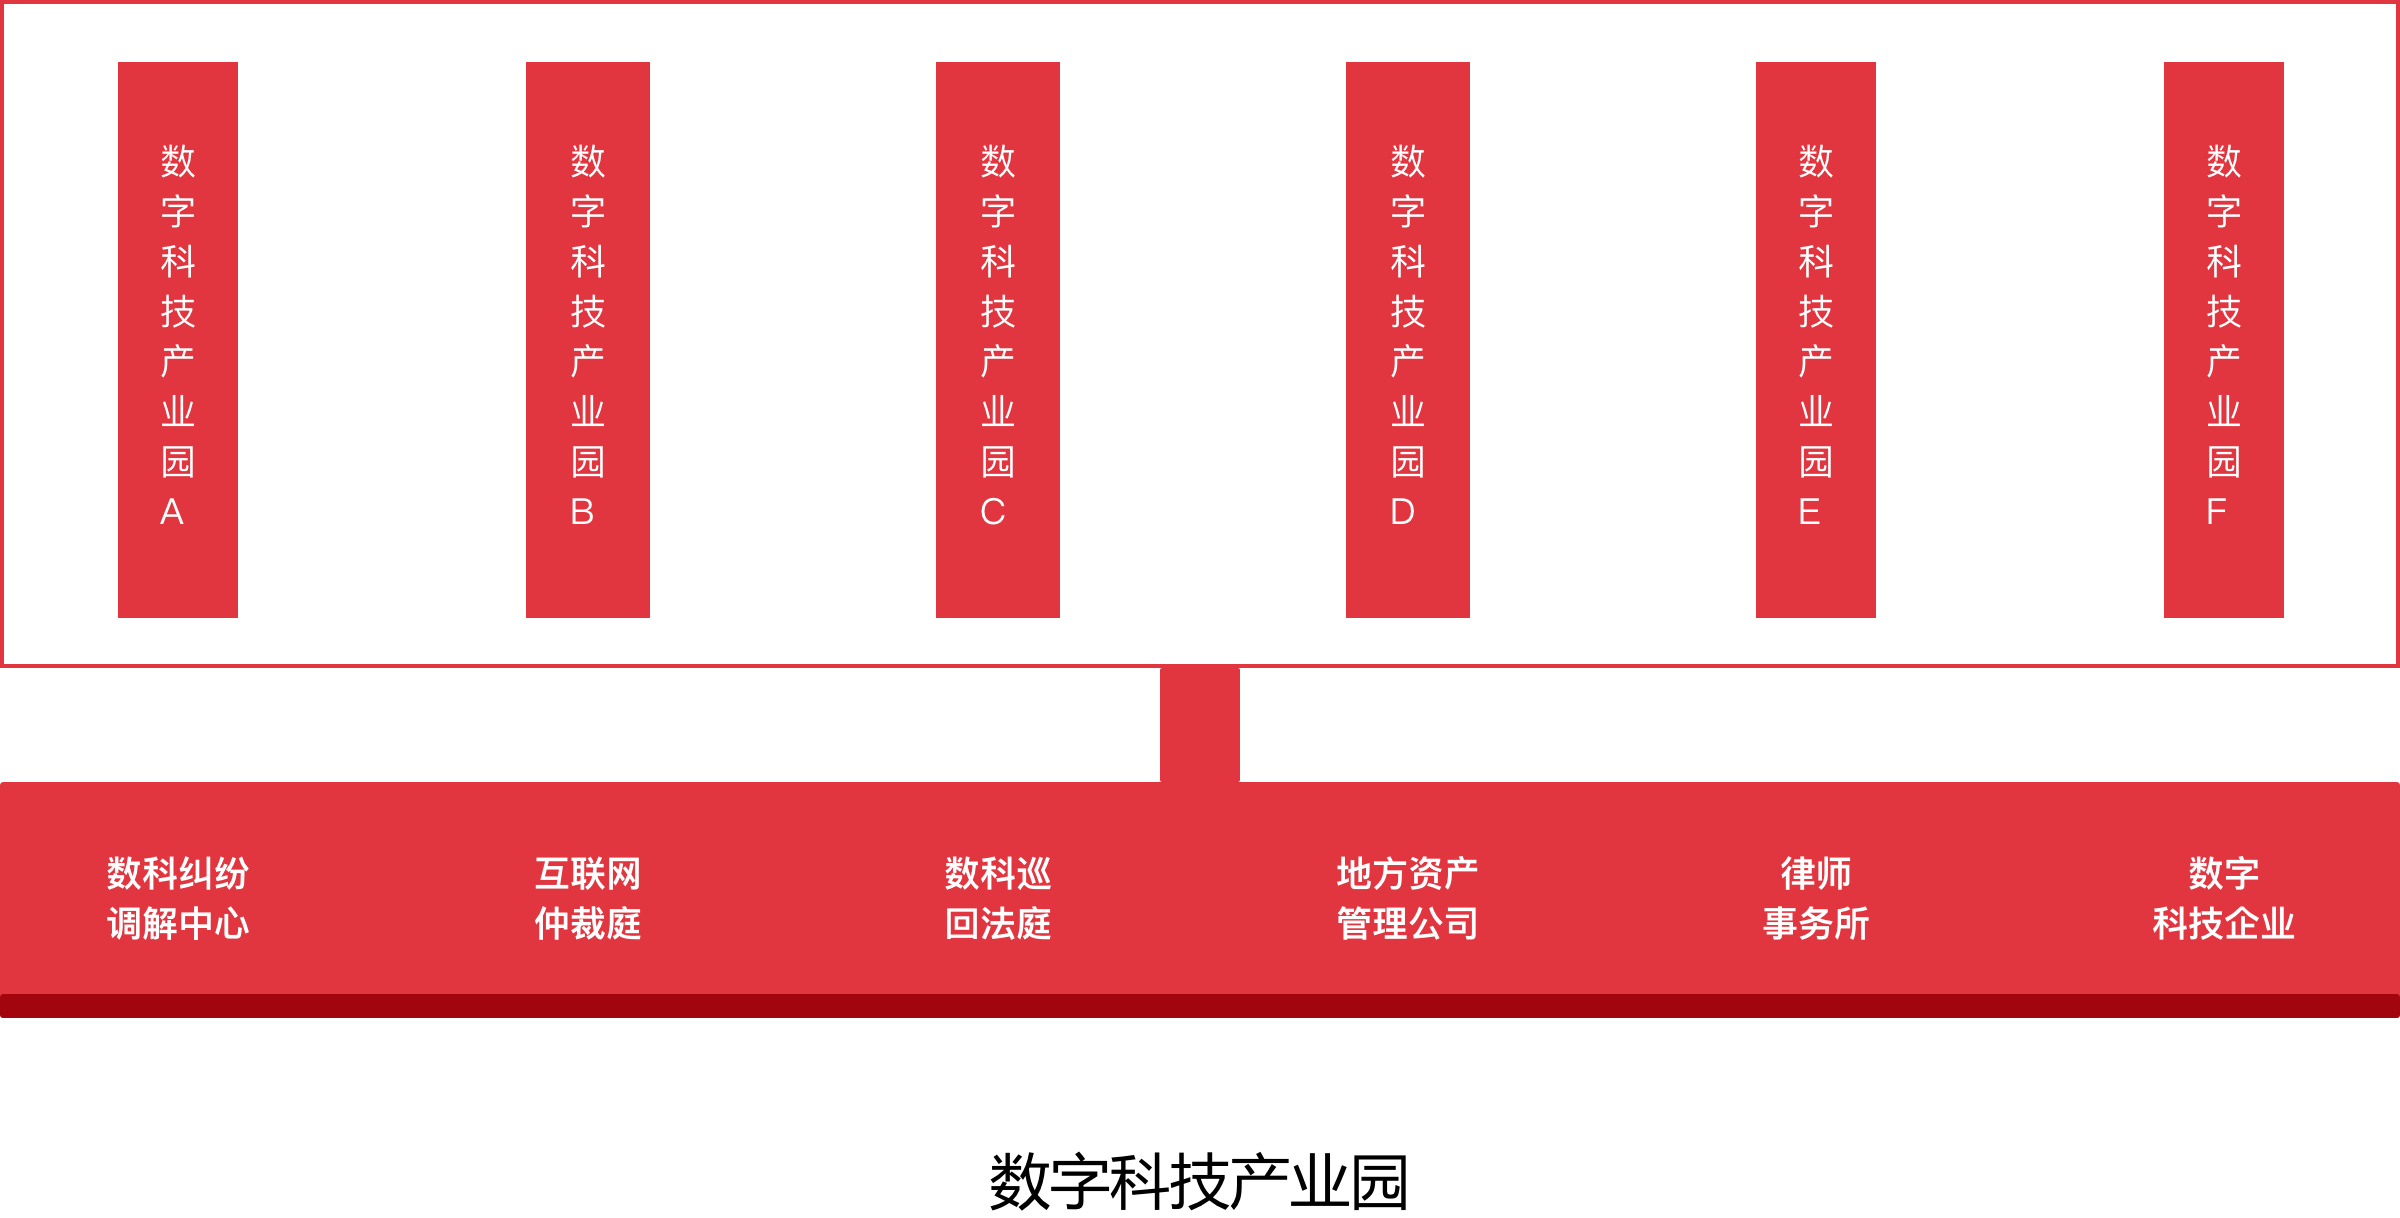 数字科技产业园A
数字科技产业园B
数字科技产业园C
数字科技产业园D
数字科技产业园E
数字科技产业园F
数科纠纷
调解中心
互联网
仲裁庭
数科巡
回法庭
地方资产
管理公司
律师
事务所
数字
科技企业
数字科技产业园